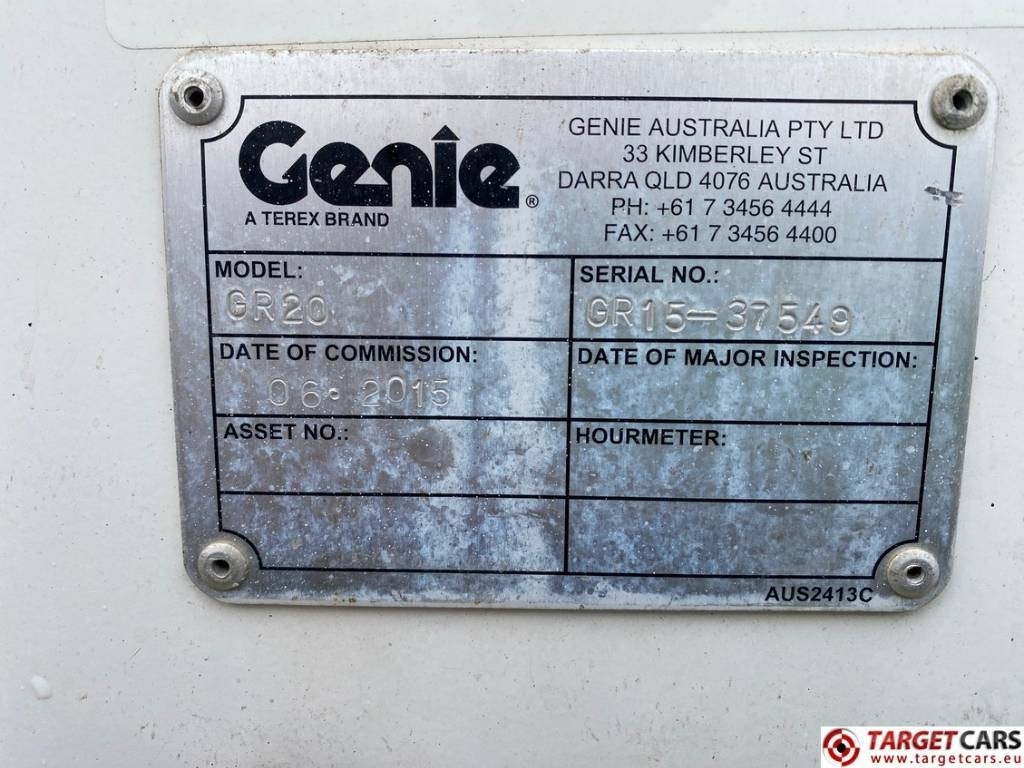 Genie®
A TEREX BRAND
GENIE AUSTRALIA PTY LTD
33 KIMBERLEY ST
DARRA QLD 4076 AUSTRALIA
PH: +61 7 3456 4444
FAX: +61 7 3456 4400
MODEL:
GR20
SERIAL NO.:
GR15-37549
DATE OF COMMISSION:
06. 2015
DATE OF MAJOR INSPECTION:
ASSET NO.:
HOURMETER:
AUS2413C
TARGETCARS
www.targetcars.eu